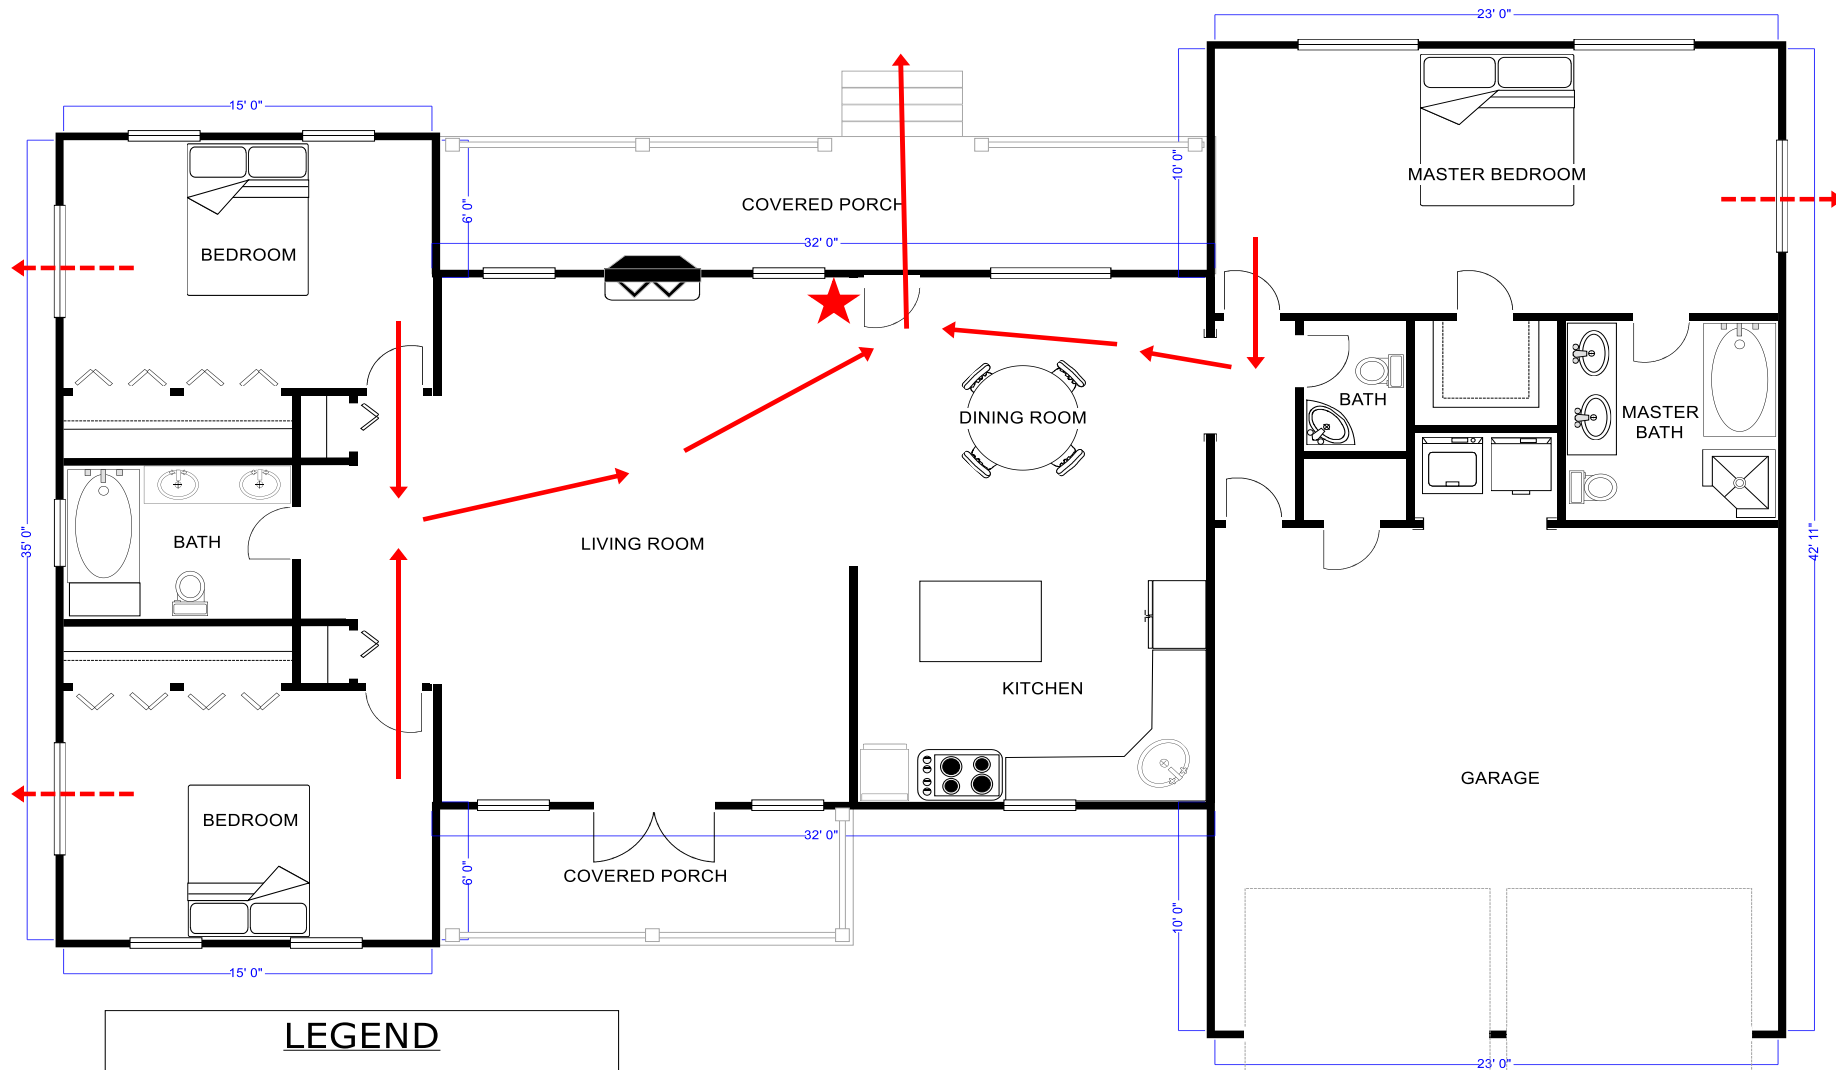 23' 0"
15' 0"
10' 0"
MASTER BEDROOM
6' 0"
COVERED PORCH
32' 0"
BEDROOM
BATH
MASTER
BATH
DINING ROOM
35' 0"
BATH
LIVING ROOM
42' 11"
KITCHEN
GARAGE
BEDROOM
32' 0"
6' 0"
COVERED PORCH
10' 0"
15' 0"
LEGEND
23' 0"